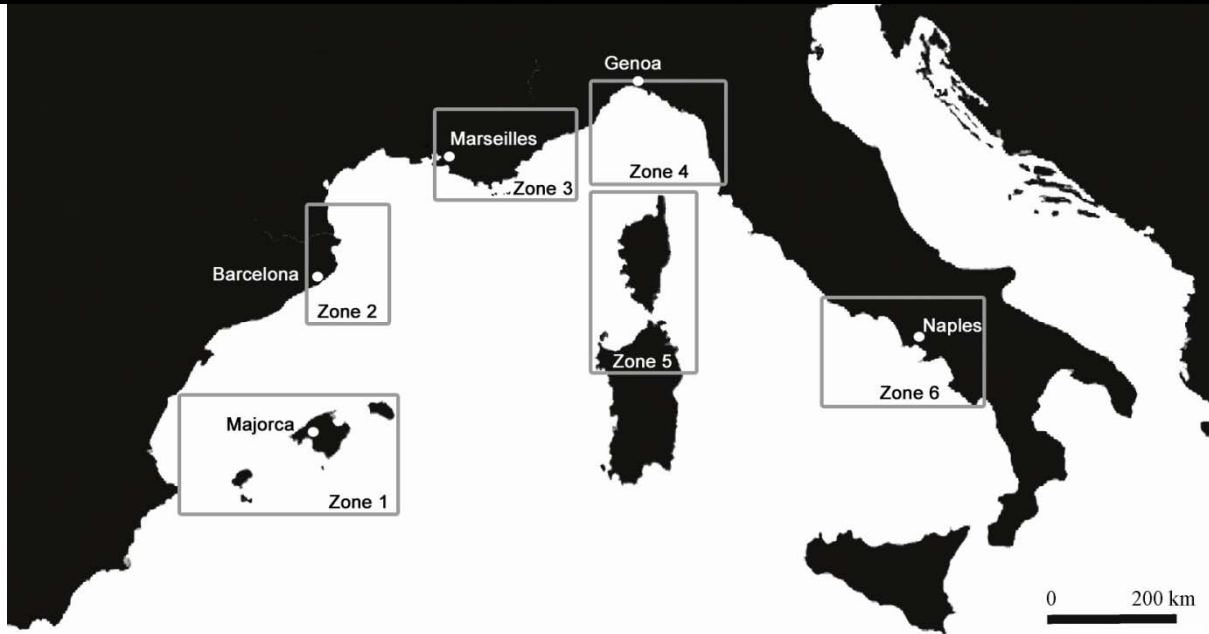 Genoa
Marseilles
Zone 4
Zone 3
Barcelona
Zone 2
Naples
Zone 5
Zone 6
Majorca
Zone 1
0 200 km